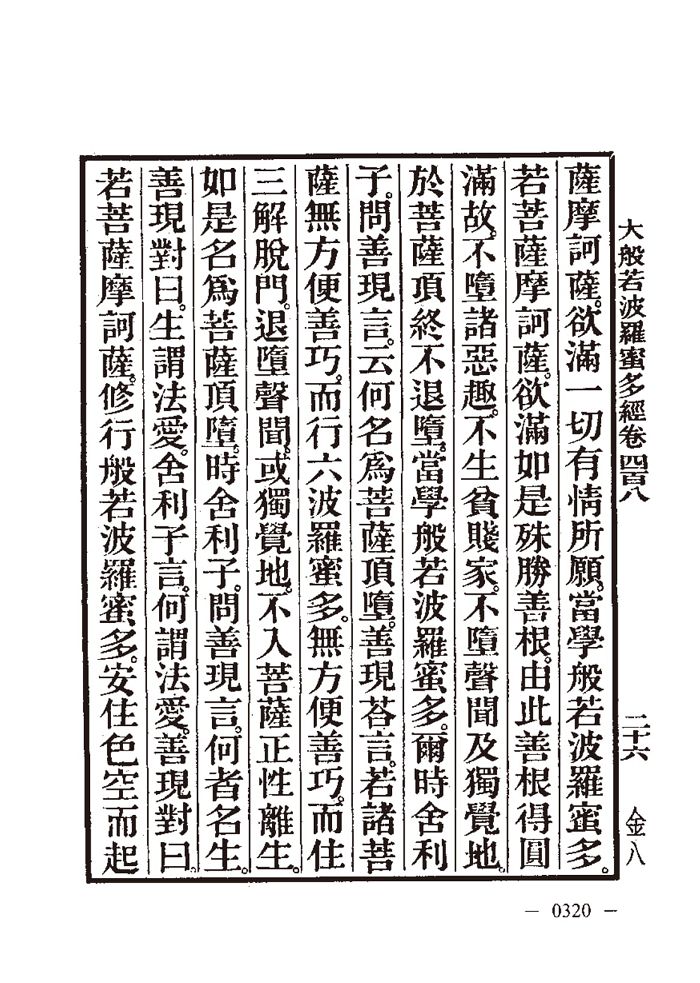 大般若波羅蜜多經卷四百八 二十六 金八
薩摩訶薩。欲滿一切有情所願。當學般若波羅蜜多。
若菩薩摩訶薩。欲滿如是殊勝善根。由此善根得圓
滿故。不墮諸惡趣。不生貧賤家。不墮聲聞及獨覺地。
於菩薩頂終不退墮。當學般若波羅蜜多。爾時舍利
子。問善現言。云何名爲菩薩頂墮。善現荅言。若諸菩
薩無方便善巧。而行六波羅蜜多。無方便善巧。而住
三解脫門。退墮聲聞。或獨覺地。不入菩薩正性離生。
如是名爲菩薩頂墮。時舍利子。問善現言。何者名生。
善現對曰。生謂法愛。舍利子言。何謂法愛。善現對曰。
若菩薩摩訶薩。修行般若波羅蜜多。安住色空而起
— 0320 —